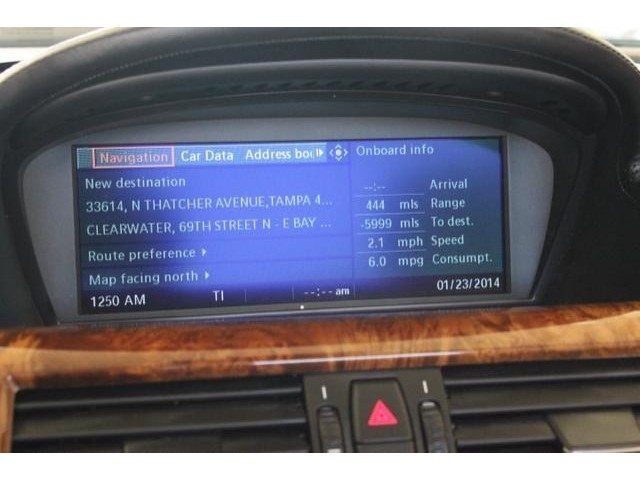 Navigation Car Data Address boo
New destination
33614, N THATCHER AVENUE,TAMPA 4...
CLEARWATER, 69TH STREET N - E BAY ...
Route preference
Map facing north
1250 AM TI --:-- am
Onboard info
--:-- Arrival
444 mls Range
-5999 mls To dest.
2.1 mph Speed
6.0 mpg Consumpt.
01/23/2014